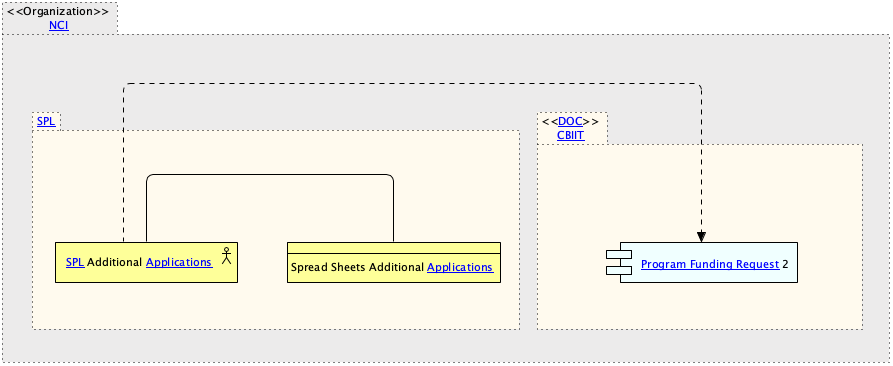 <<Organization>>
NCI
SPL
<<DOC>>
CBIIT
SPL Additional Applications
Spread Sheets Additional Applications
Program Funding Request 2